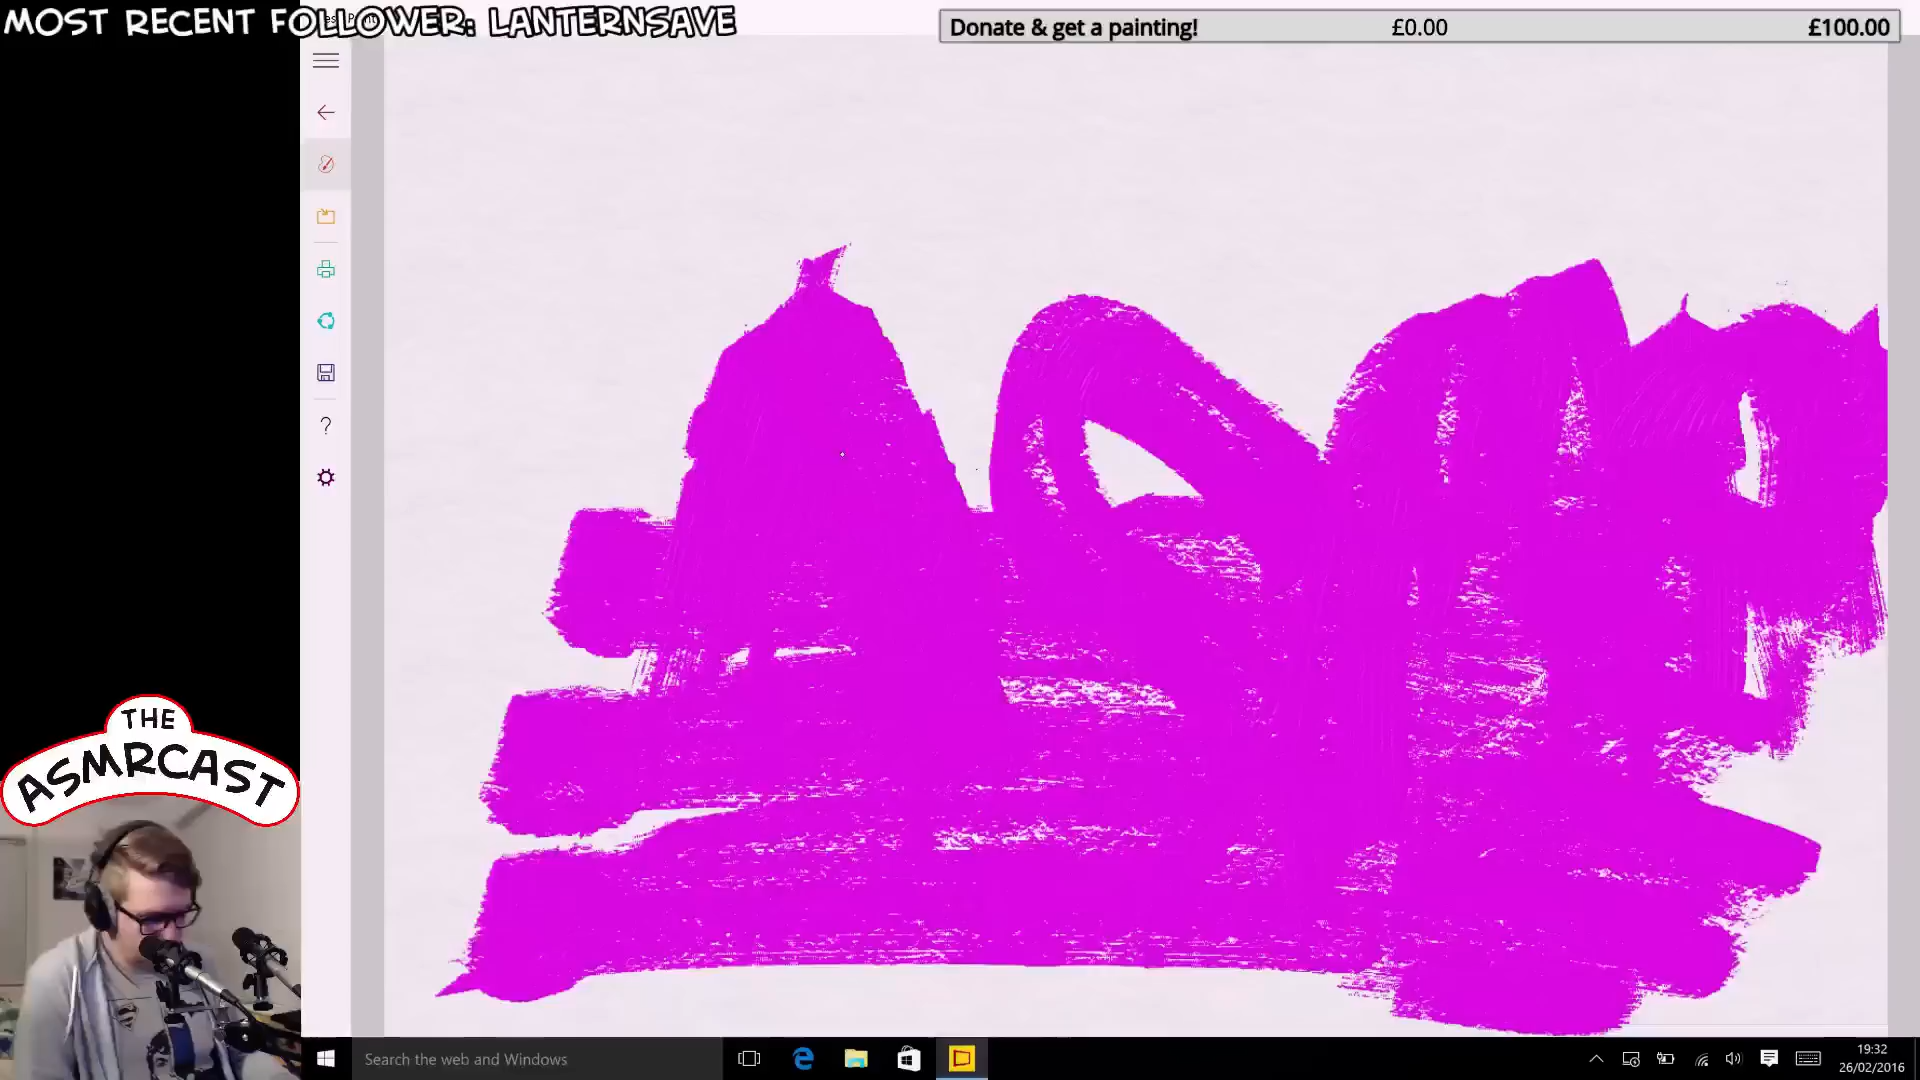 MOST RECENT FOLLOWER: LANTERNSAVE
Donate & get a painting! £0.00 £100.00
THE
ASMRCAST
Search the web and Windows
19:32
26/02/2016